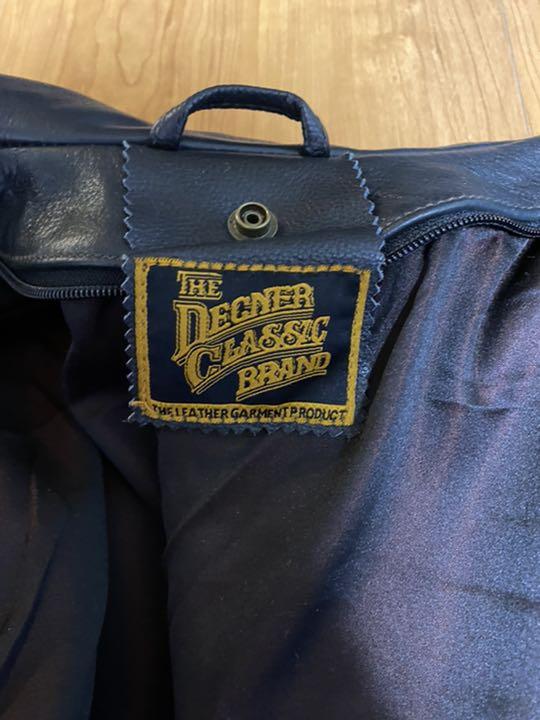 THE
DEGNER
CLASSIC
BRAND
THE LEATHER GARMENT PRODUCT